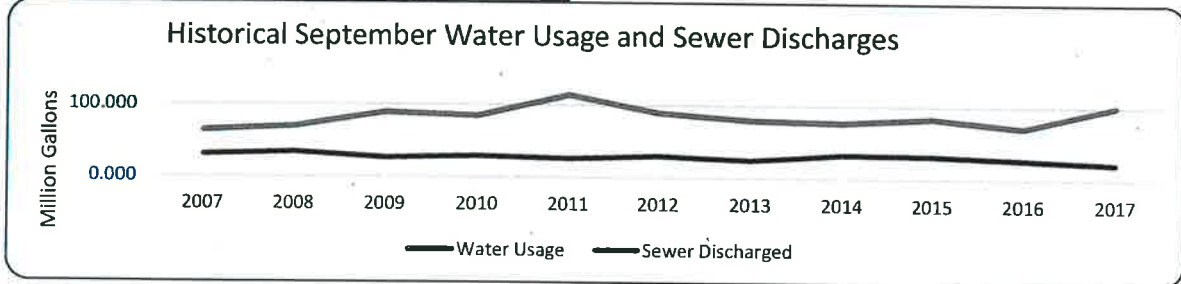 Historical September Water Usage and Sewer Discharges
Million Gallons
100.000
0.000
2007 2008 2009 2010 2011 2012 2013 2014 2015 2016 2017
Water Usage Sewer Discharged